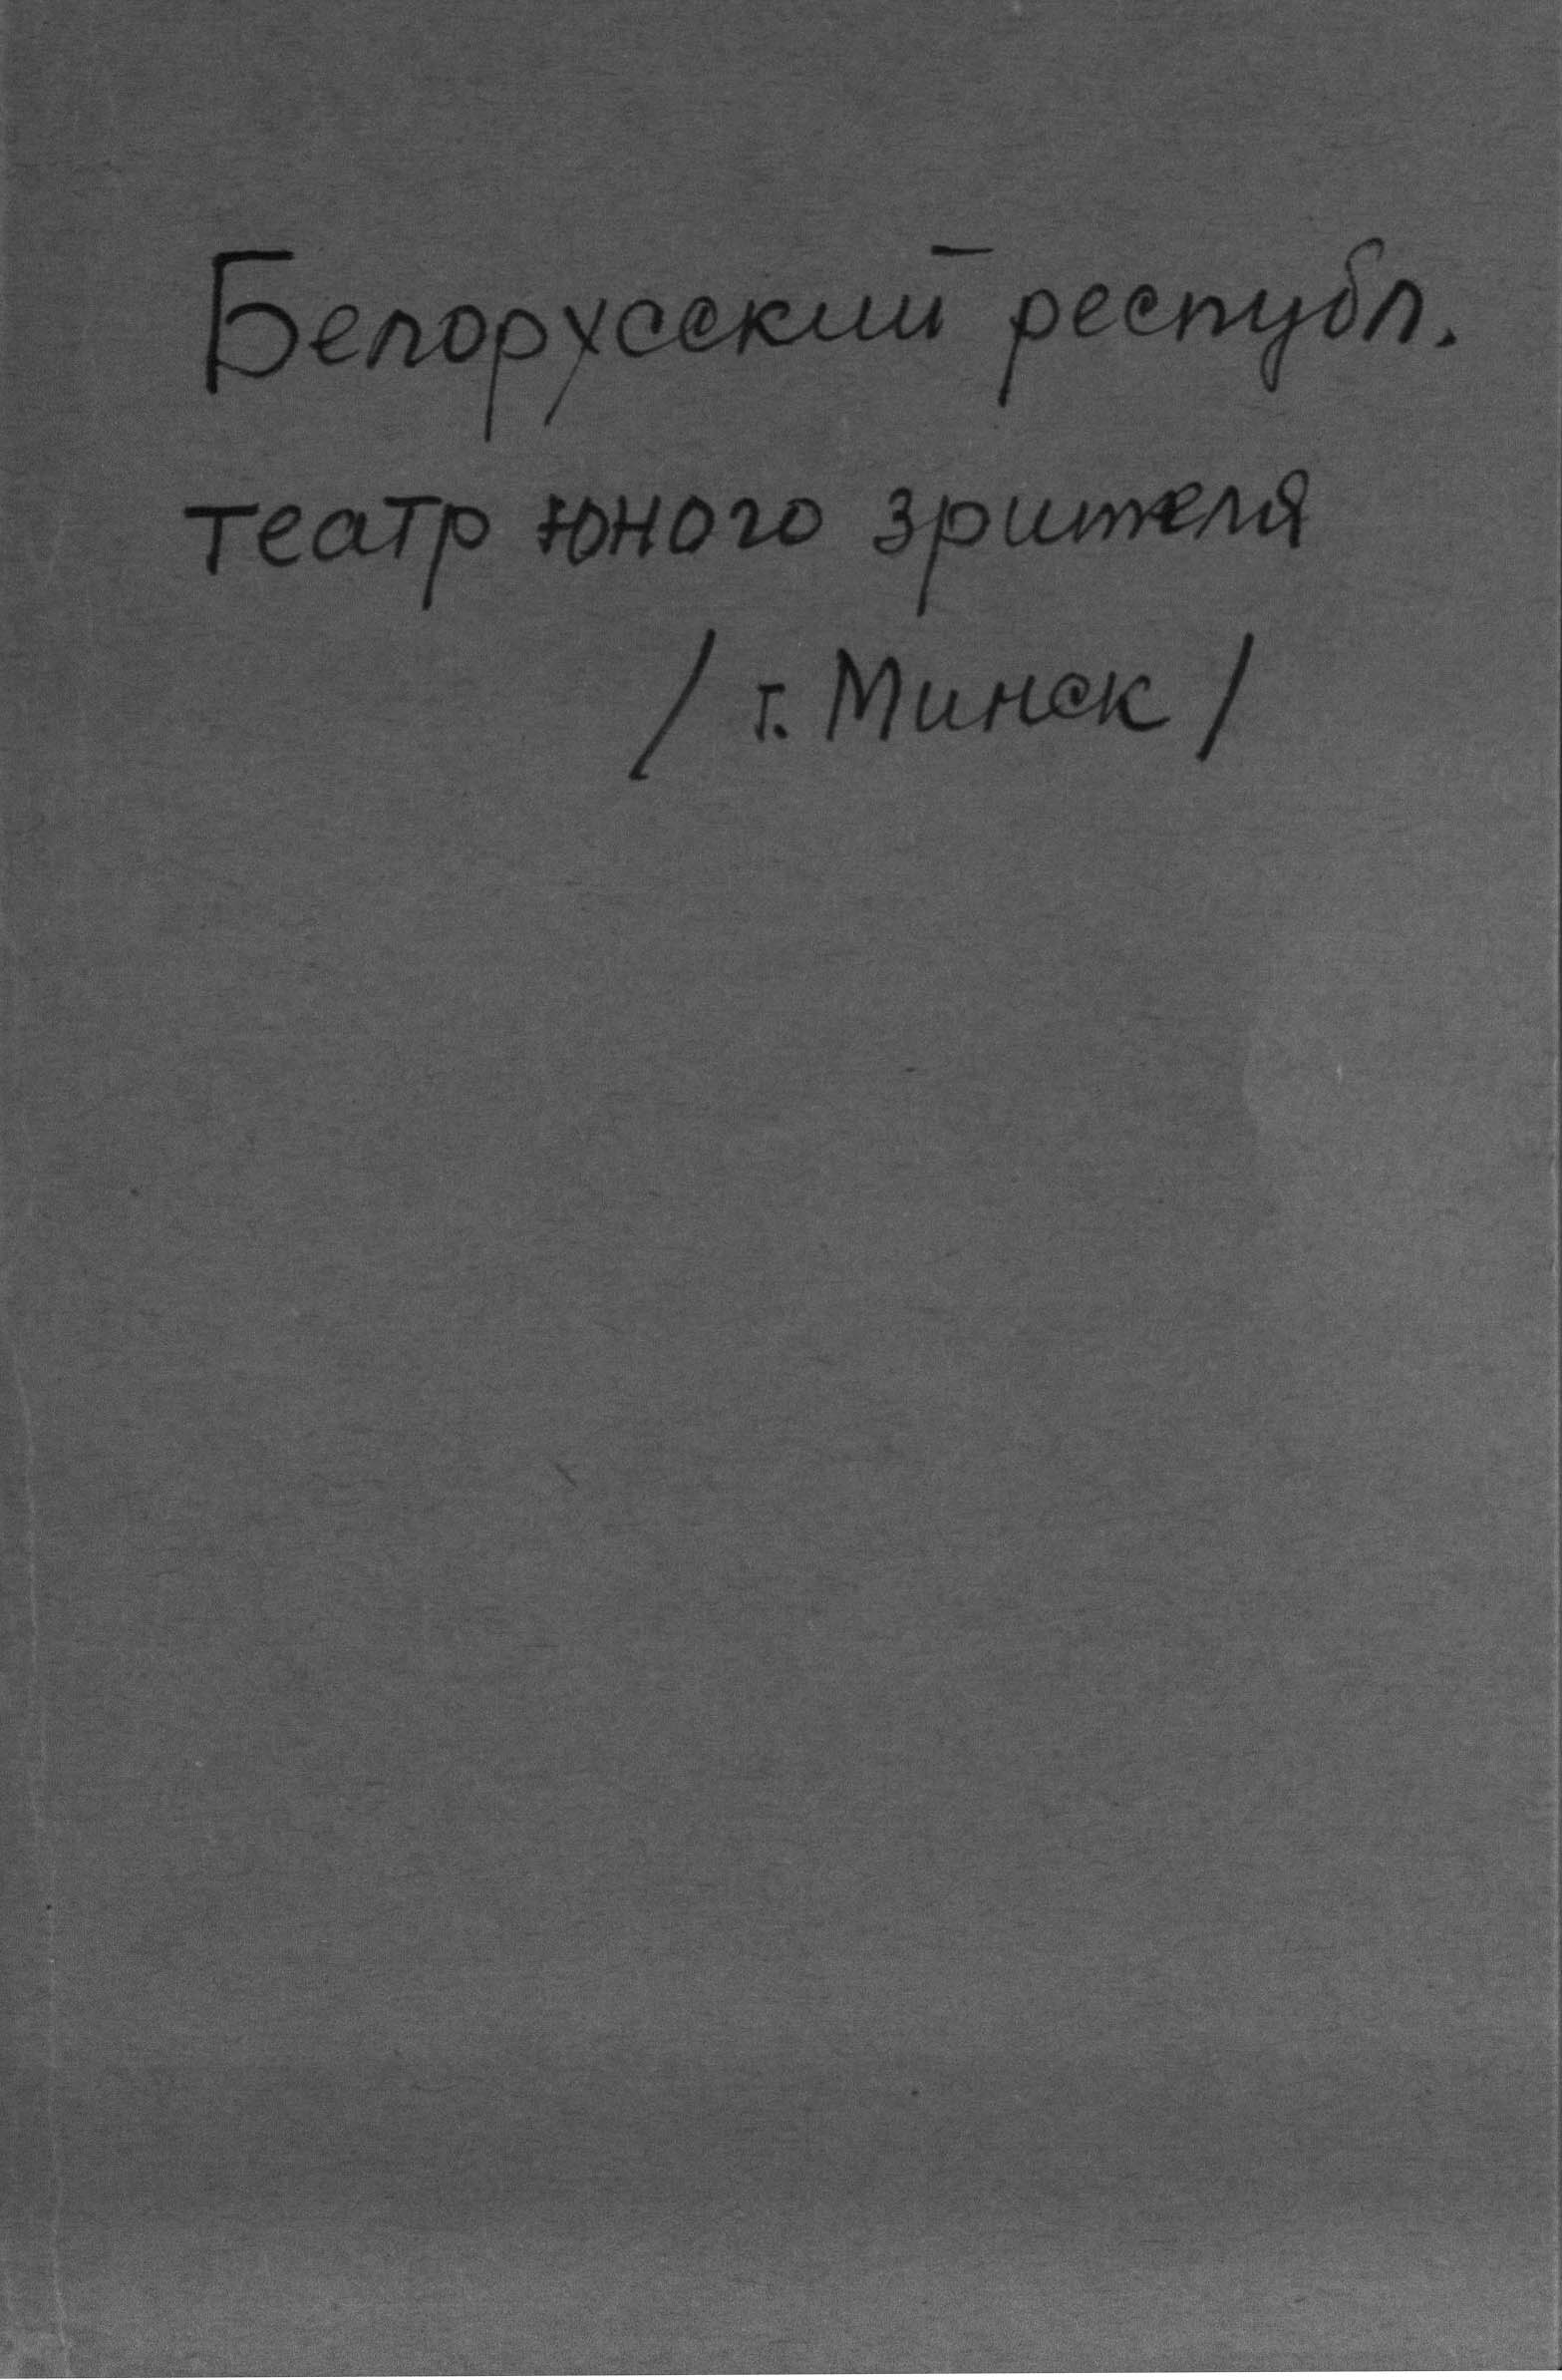 Белорусский республ.
театр юного зрителя
/ г. Минск /